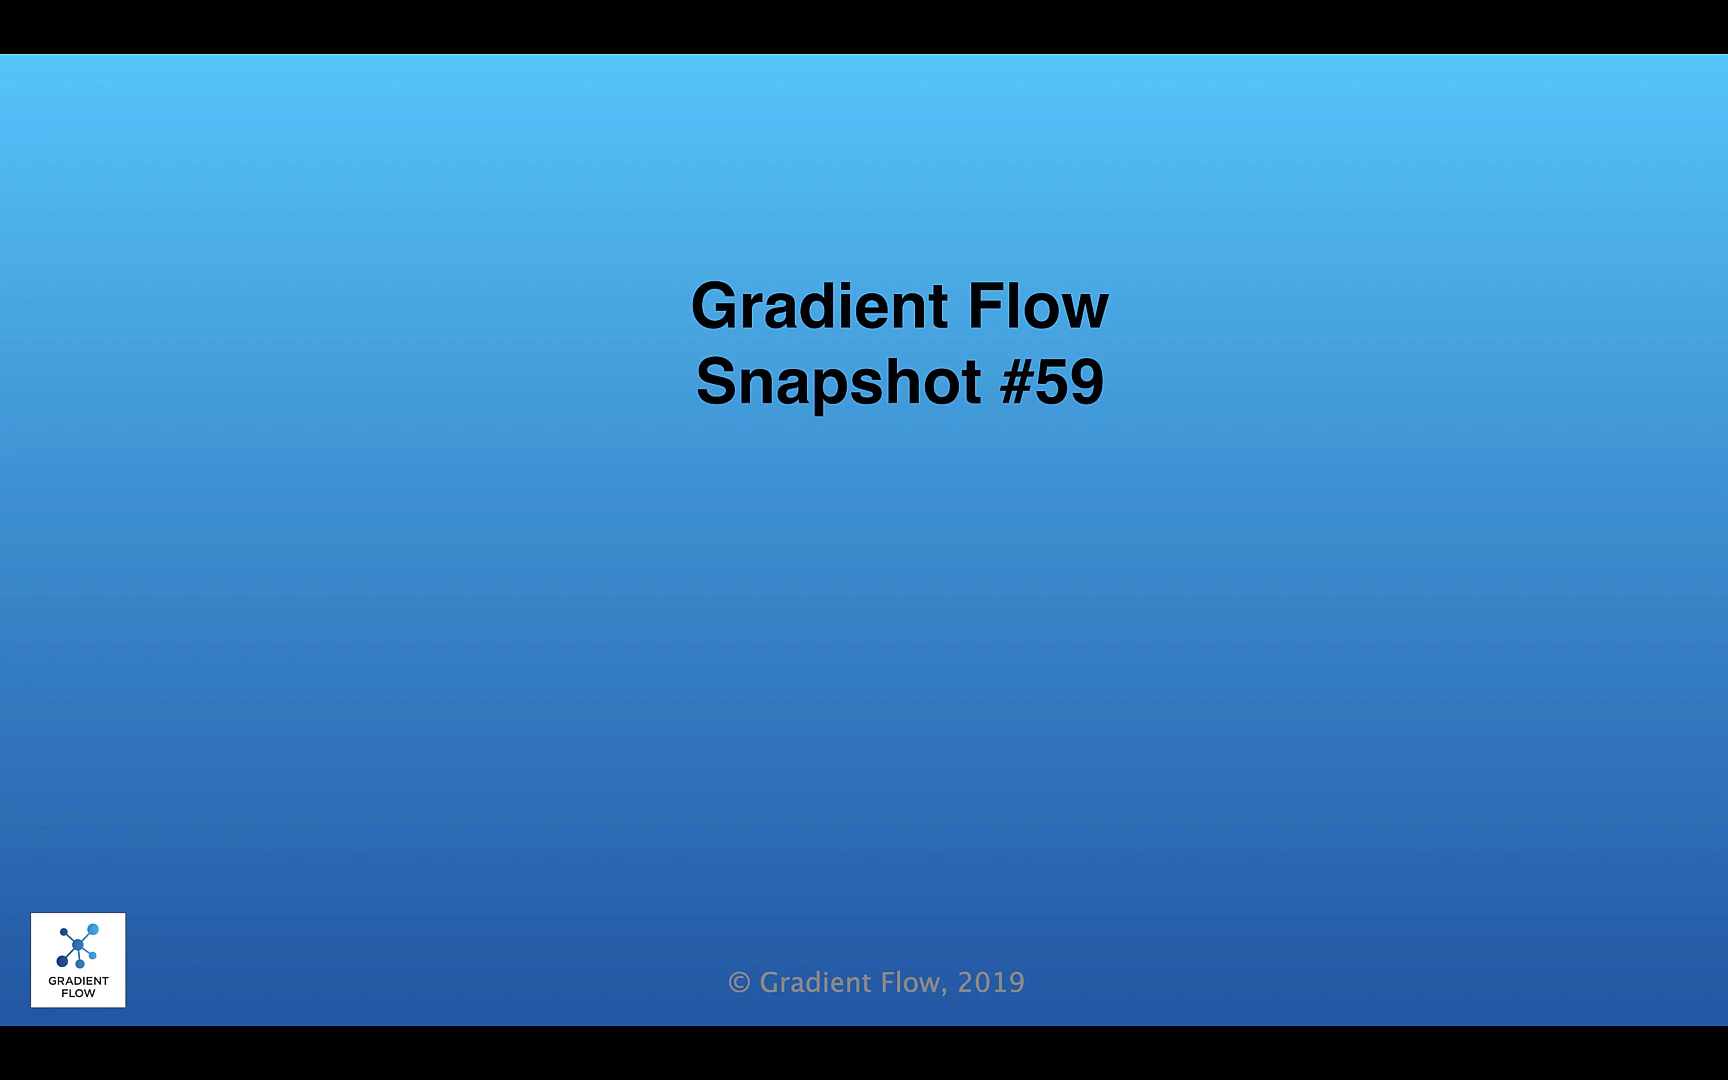 Gradient Flow
Snapshot #59
GRADIENT
FLOW
© Gradient Flow, 2019